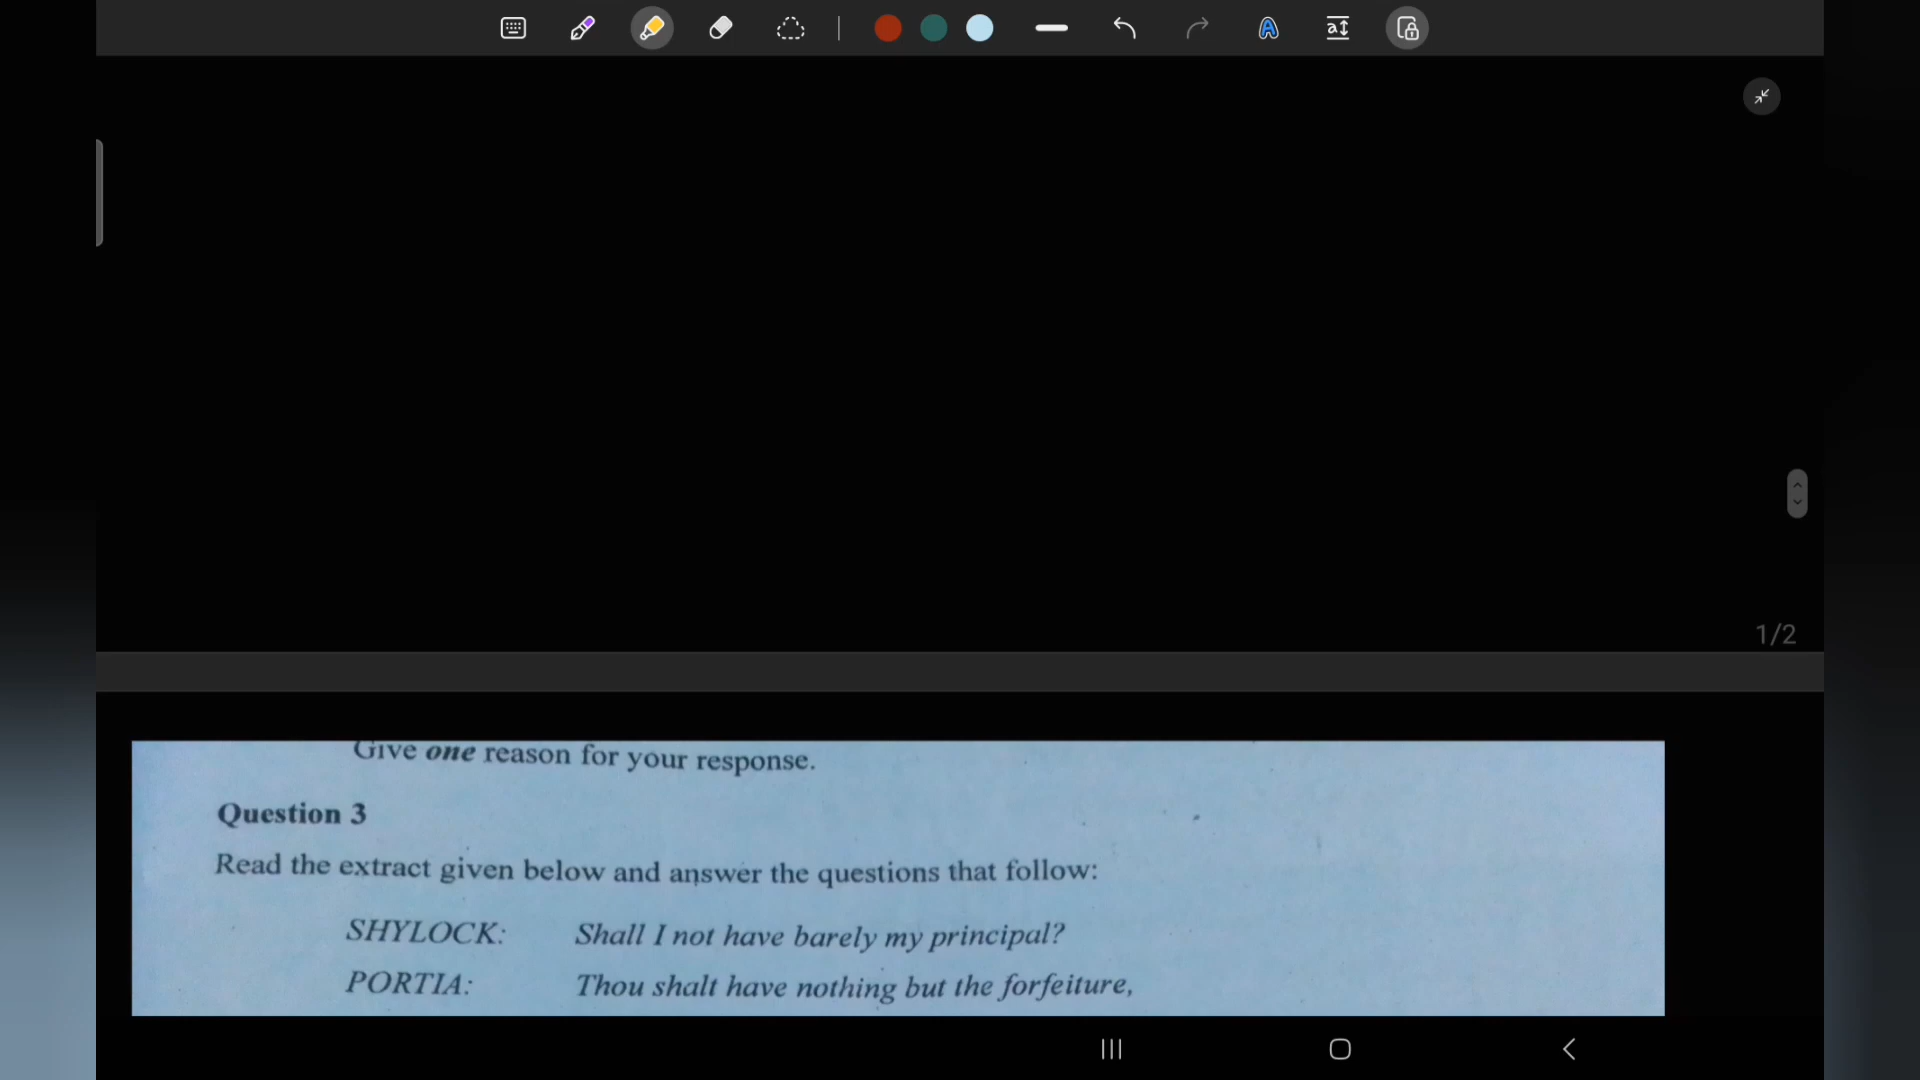 1/2
Give one reason for your response.
Question 3
Read the extract given below and answer the questions that follow:
SHYLOCK: Shall I not have barely my principal?
PORTIA: Thou shalt have nothing but the forfeiture,